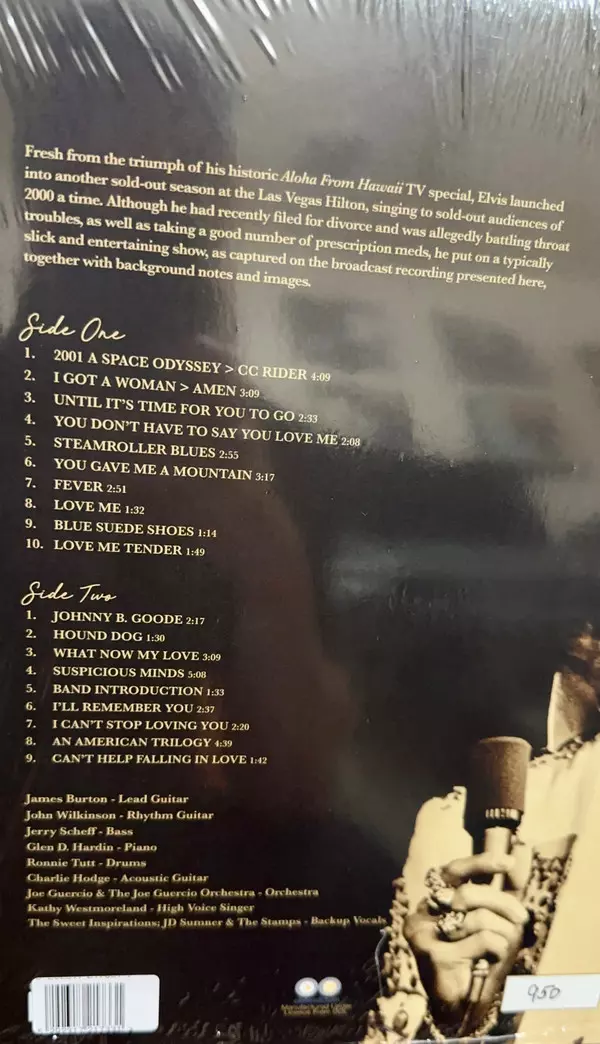 Fresh from the triumph of his historic Aloha From Hawaii TV special, Elvis launched
into another sold-out season at the Las Vegas Hilton, singing to sold-out audiences of
2000 a time. Although he had recently filed for divorce and was allegedly battling throat
troubles, as well as taking a good number of prescription meds, he put on a typically
slick and entertaining show, as captured on the broadcast recording presented here,
together with background notes and images.
Side One
1. 2001 A SPACE ODYSSEY > CC RIDER 4:09
2. I GOT A WOMAN > AMEN 3:09
3. UNTIL IT'S TIME FOR YOU TO GO 2:33
4. YOU DON'T HAVE TO SAY YOU LOVE ME 2:08
5. STEAMROLLER BLUES 2:55
6. YOU GAVE ME A MOUNTAIN 3:17
7. FEVER 2:51
8. LOVE ME 1:32
9. BLUE SUEDE SHOES 1:14
10. LOVE ME TENDER 1:49
Side Two
1. JOHNNY B. GOODE 2:17
2. HOUND DOG 1:30
3. WHAT NOW MY LOVE 3:09
4. SUSPICIOUS MINDS 5:08
5. BAND INTRODUCTION 1:33
6. I'LL REMEMBER YOU 2:37
7. I CAN'T STOP LOVING YOU 2:20
8. AN AMERICAN TRILOGY 4:39
9. CAN'T HELP FALLING IN LOVE 1:42
James Burton - Lead Guitar
John Wilkinson - Rhythm Guitar
Jerry Scheff - Bass
Glen D. Hardin - Piano
Ronnie Tutt - Drums
Charlie Hodge - Acoustic Guitar
Joe Guercio & The Joe Guercio Orchestra - Orchestra
Kathy Westmoreland - High Voice Singer
The Sweet Inspirations; JD Sumner & The Stamps - Backup Vocals
Manufactured Under
License From
950